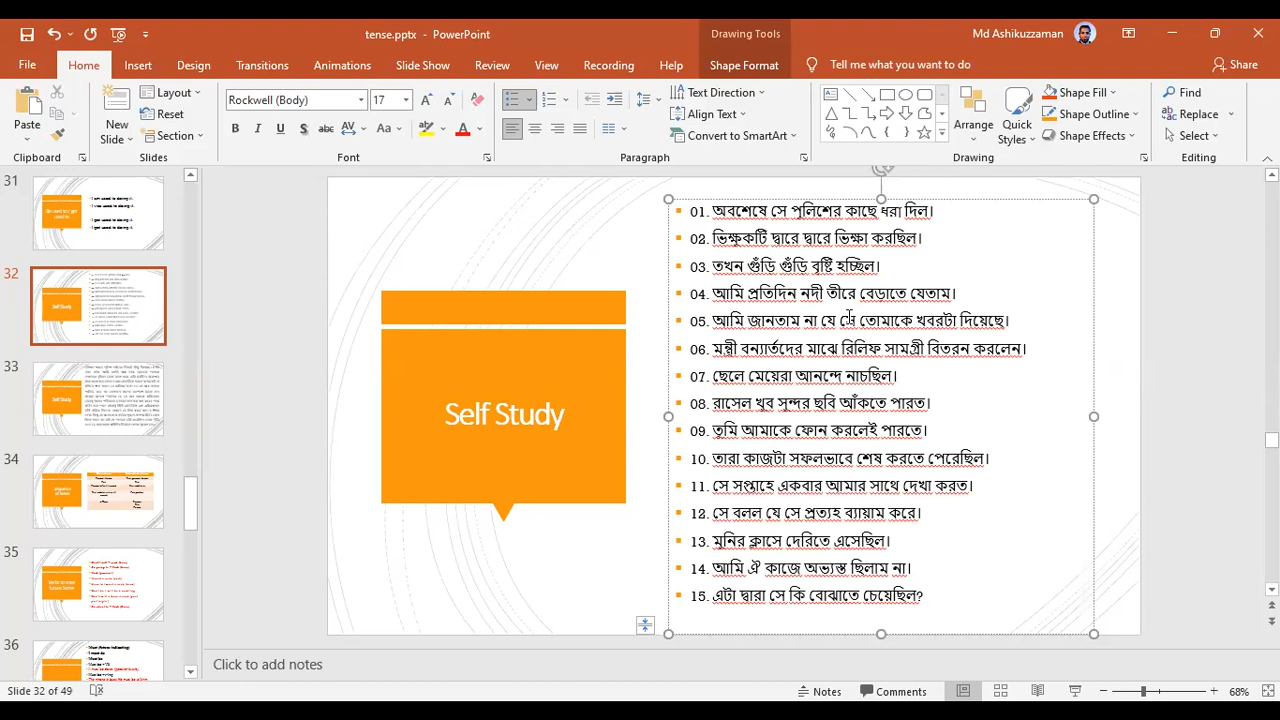 tense.pptx - PowerPoint
Drawing Tools
Md Ashikuzzaman
File Home Insert Design Transitions Animations Slide Show Review View Recording Help Shape Format Tell me what you want to do Share
Paste
New Slide
Layout
Reset
Section
Rockwell (Body) 17
Text Direction
Align Text
Convert to SmartArt
Arrange
Quick Styles
Shape Fill
Shape Outline
Shape Effects
Find
Replace
Select
Clipboard Slides Font Paragraph Drawing Editing
31
32
33
34
35
36
Self Study
01. অবশেষে সে পুলিশের কাছে ধরা দিল।
02. ভিক্ষুকটি দ্বারে দ্বারে ভিক্ষা করছিল।
03. তখন গুঁড়ি গুঁড়ি বৃষ্টি হচ্ছিল।
04. আমি প্রতিদিন নদী তীরে বেড়াতে যেতাম।
05. আমি জানতাম না যে সে তোমাকে খবরটা দিয়েছে।
06. মন্ত্রী বন্যার্তদের মাঝে রিলিফ সামগ্রী বিতরন করলেন।
07. ছেলে মেয়েরা আনন্দে নাচছিল।
08. রাসেল খুব সুন্দর ছবি আঁকতে পারত।
09. তুমি আমাকে ফোন করলেই পারতে।
10. তারা কাজটা সফলভাবে শেষ করতে পেরেছিল।
11. সে সপ্তাহে একবার আমার সাথে দেখা করত।
12. সে বলল যে সে প্রত্যহ ব্যায়াম করে।
13. মুনির ক্লাসে দেরিতে এসেছিল।
14. আমি ঐ কাজে অভ্যস্ত ছিলাম না।
15. এটা দ্বারা সে কি বোঝাতে চেয়েছিল?
Click to add notes
Slide 32 of 49
Notes Comments 68%